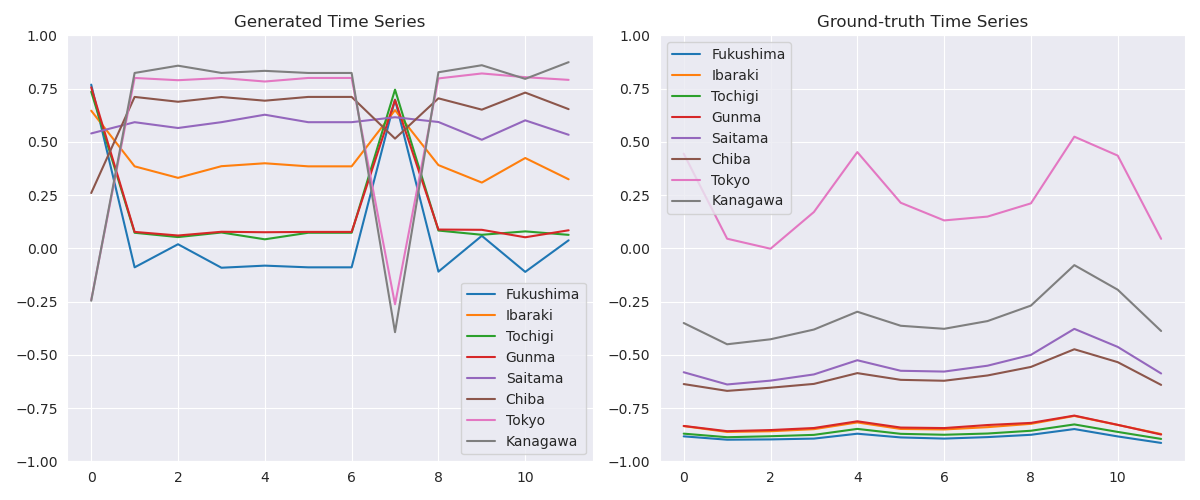 Generated Time Series
1.00
0.75
0.50
0.25
0.00
−0.25
−0.50
−0.75
−1.00
0
2
4
6
8
10
Fukushima
Ibaraki
Tochigi
Gunma
Saitama
Chiba
Tokyo
Kanagawa
Ground-truth Time Series
1.00
0.75
0.50
0.25
0.00
−0.25
−0.50
−0.75
−1.00
0
2
4
6
8
10
Fukushima
Ibaraki
Tochigi
Gunma
Saitama
Chiba
Tokyo
Kanagawa